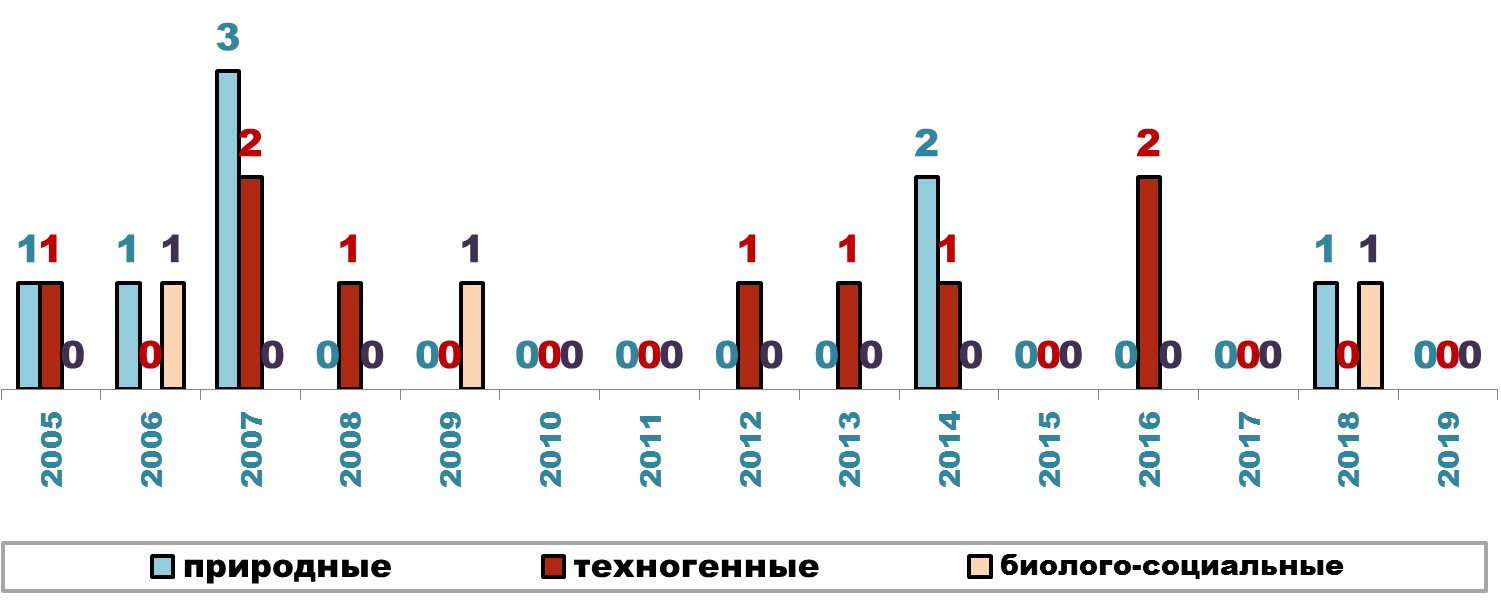 3
2 2 2
1 1 1 1 1 1 1 1 1 1 1
0 0 0 0 0 0 0 0 0 0 0 0 0 0 0 0 0 0 0 0 0 0 0 0 0 0 0 0 0 0 0
2005 2006 2007 2008 2009 2010 2011 2012 2013 2014 2015 2016 2017 2018 2019
природные техногенные биолого-социальные